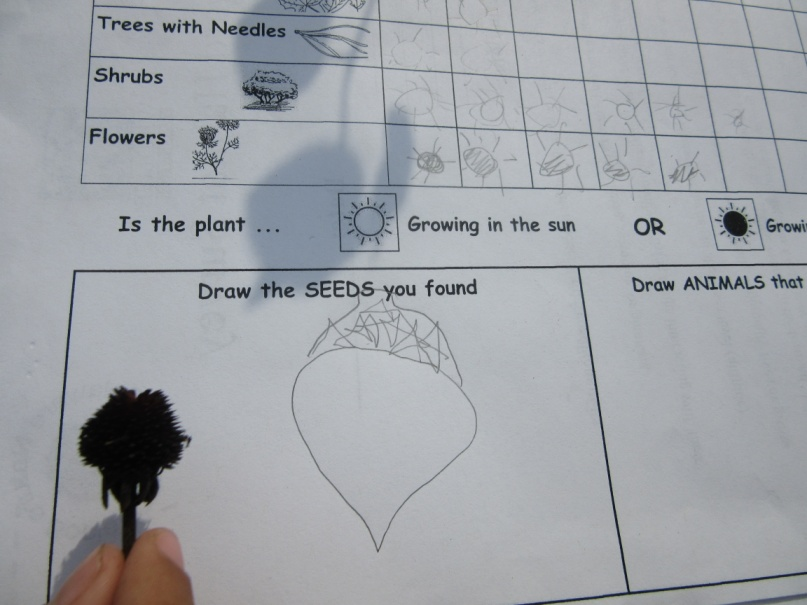 Trees with Needles
Shrubs
Flowers
Is the plant ... Growing in the sun OR Growi
Draw the SEEDS you found
Draw ANIMALS that